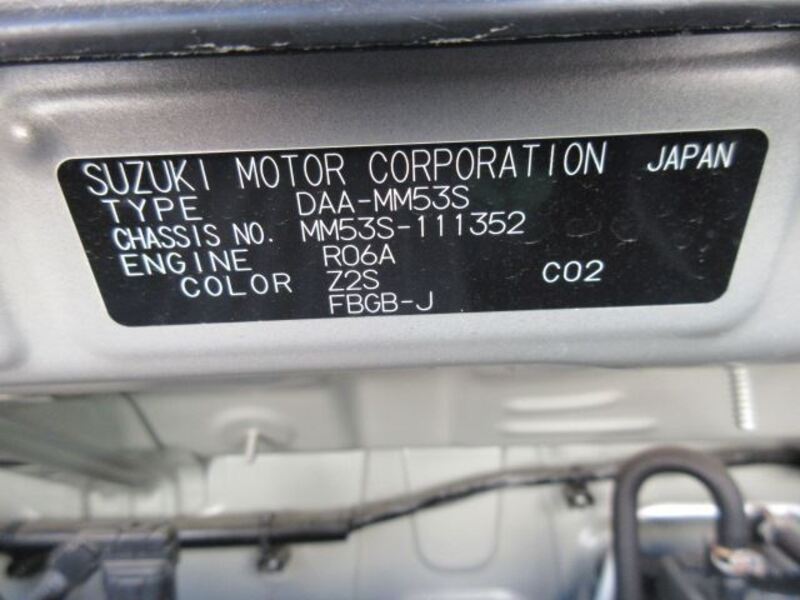 SUZUKI MOTOR CORPORATION JAPAN
TYPE DAA-MM53S
CHASSIS NO. MM53S-111352
ENGINE R06A
COLOR Z2S C02
FBGB-J